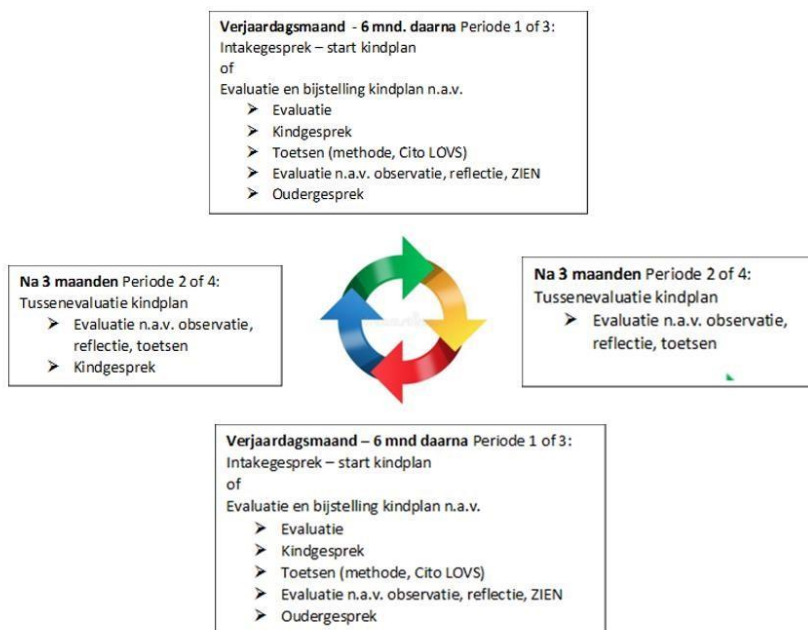 Verjaardagsmaand - 6 mnd. daarna Periode 1 of 3:
Intakegesprek – start kindplan
of
Evaluatie en bijstelling kindplan n.a.v.
➤ Evaluatie
➤ Kindgesprek
➤ Toetsen (methode, Cito LOVS)
➤ Evaluatie n.a.v. observatie, reflectie, ZIEN
➤ Oudergesprek
Na 3 maanden Periode 2 of 4:
Tussenevaluatie kindplan
➤ Evaluatie n.a.v. observatie,
reflectie, toetsen
➤ Kindgesprek
Na 3 maanden Periode 2 of 4:
Tussenevaluatie kindplan
➤ Evaluatie n.a.v. observatie,
reflectie, toetsen
Verjaardagsmaand – 6 mnd daarna Periode 1 of 3:
Intakegesprek – start kindplan
of
Evaluatie en bijstelling kindplan n.a.v.
➤ Evaluatie
➤ Kindgesprek
➤ Toetsen (methode, Cito LOVS)
➤ Evaluatie n.a.v. observatie, reflectie, ZIEN
➤ Oudergesprek